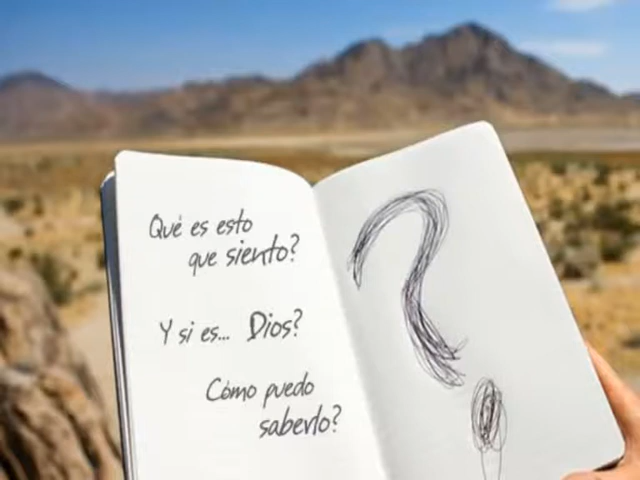 Qué es esto
que siento?
Y si es... Dios?
Cómo puedo
saberlo?
?